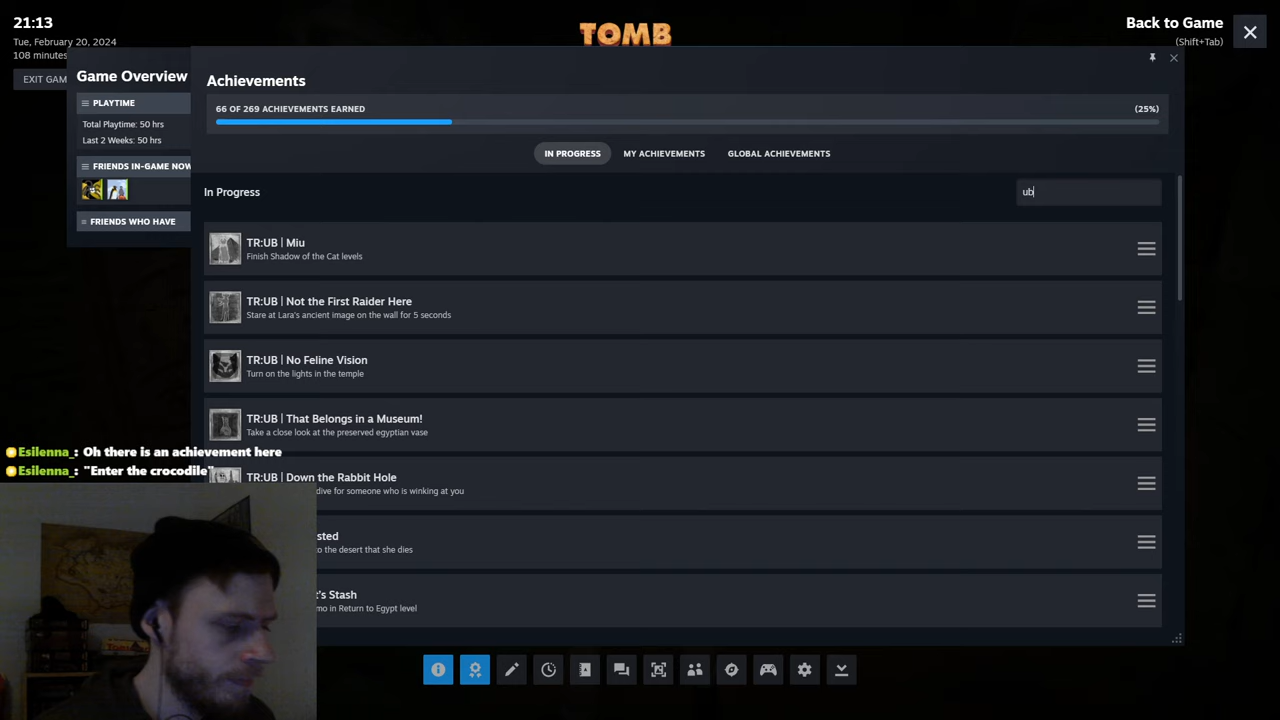 21:13
Tue, February 20, 2024
108 minutes
EXIT GAM
TOMB
Back to Game
(Shift+Tab)
Game Overview
PLAYTIME
Total Playtime: 50 hrs
Last 2 Weeks: 50 hrs
FRIENDS IN-GAME NOW
FRIENDS WHO HAVE
Achievements
66 OF 269 ACHIEVEMENTS EARNED
(25%)
IN PROGRESS
MY ACHIEVEMENTS
GLOBAL ACHIEVEMENTS
In Progress
ub
TR:UB | Miu
Finish Shadow of the Cat levels
TR:UB | Not the First Raider Here
Stare at Lara's ancient image on the wall for 5 seconds
TR:UB | No Feline Vision
Turn on the lights in the temple
TR:UB | That Belongs in a Museum!
Take a close look at the preserved egyptian vase
TR:UB | Down the Rabbit Hole
dive for someone who is winking at you
sted
o the desert that she dies
t's Stash
mo in Return to Egypt level
Esilenna_: Oh there is an achievement here
Esilenna_: "Enter the crocodile"
TOMB